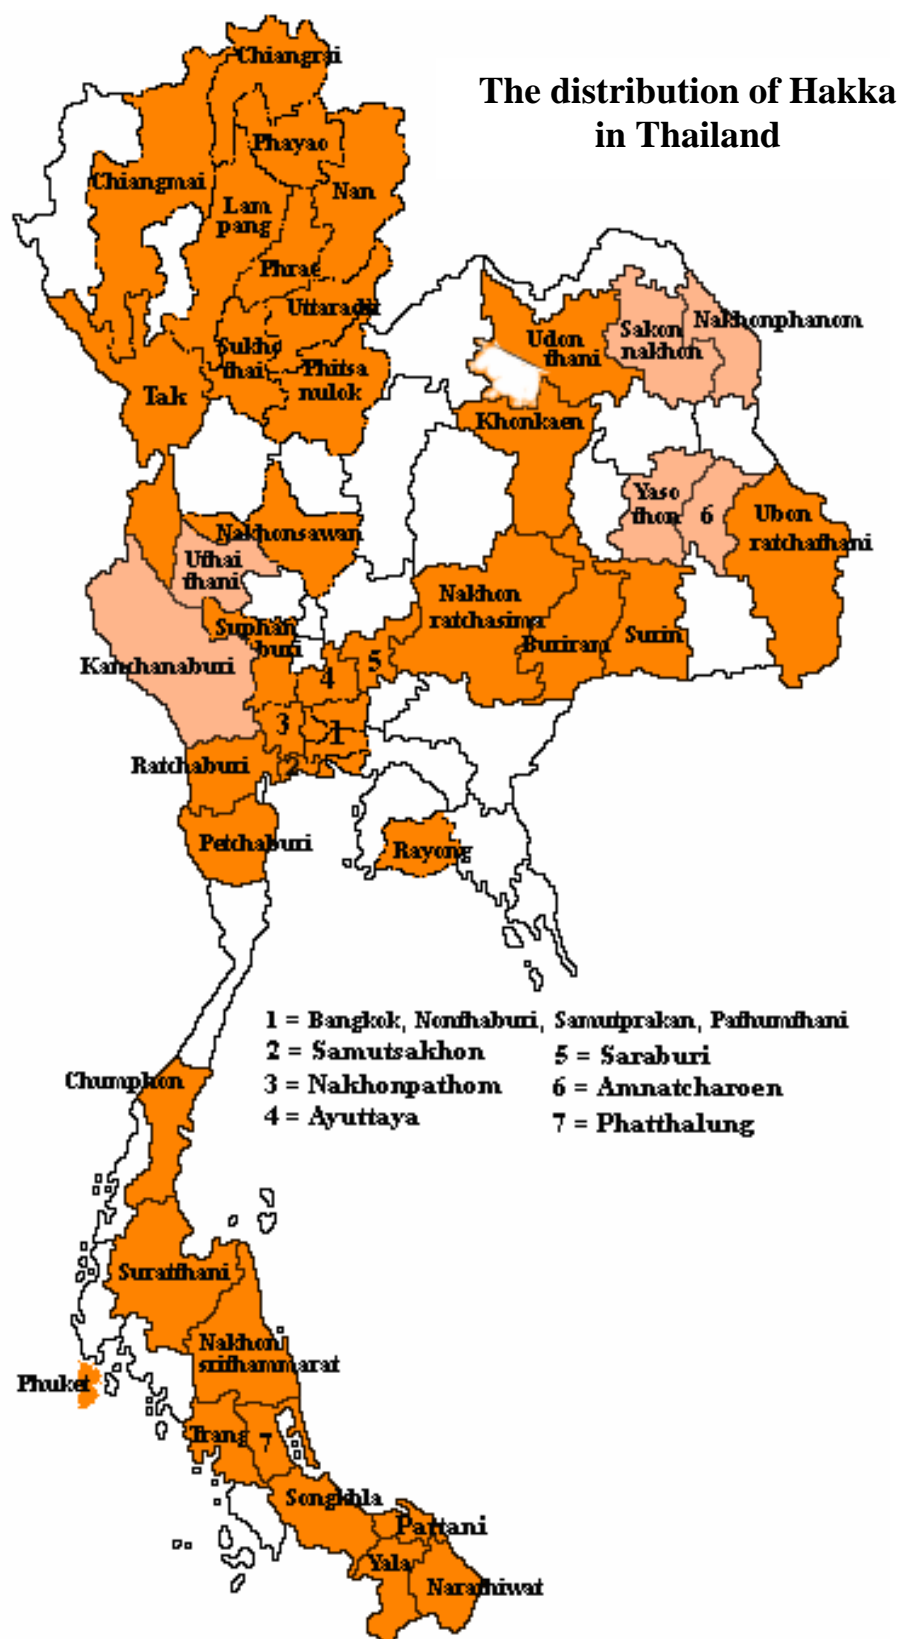 The distribution of Hakka
in Thailand
Chiangrai
Phayao
Chiangmai
Nan
Lam
pang
Phrae
Uttaradit
Sukho
thai
Phitsa
nulok
Tak
Udon
thani
Sakon
nakhon
Nakhonphanom
Khonkaen
Yaso
thon
6
Ubon
ratchathani
Nakhonsawan
Uthai
thani
Nakhon
ratchasima
Suphan
buri
Buriram
Surin
Kanchanaburi
5
4
3
1
2
Ratchaburi
Petchaburi
Rayong
1 = Bangkok, Nonthaburi, Samutprakan, Pathumthani
2 = Samutsakhon
5 = Saraburi
3 = Nakhonpathom
6 = Amnatcharoen
4 = Ayuttaya
7 = Phatthalung
Chumphon
Suratthani
Nakhon
srithammarat
Phuket
Trang
7
Songkhla
Pattani
Yala
Narathiwat